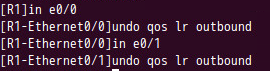 [R1]in e0/0
[R1-Ethernet0/0]undo qos lr outbound
[R1-Ethernet0/0]in e0/1
[R1-Ethernet0/1]undo qos lr outbound